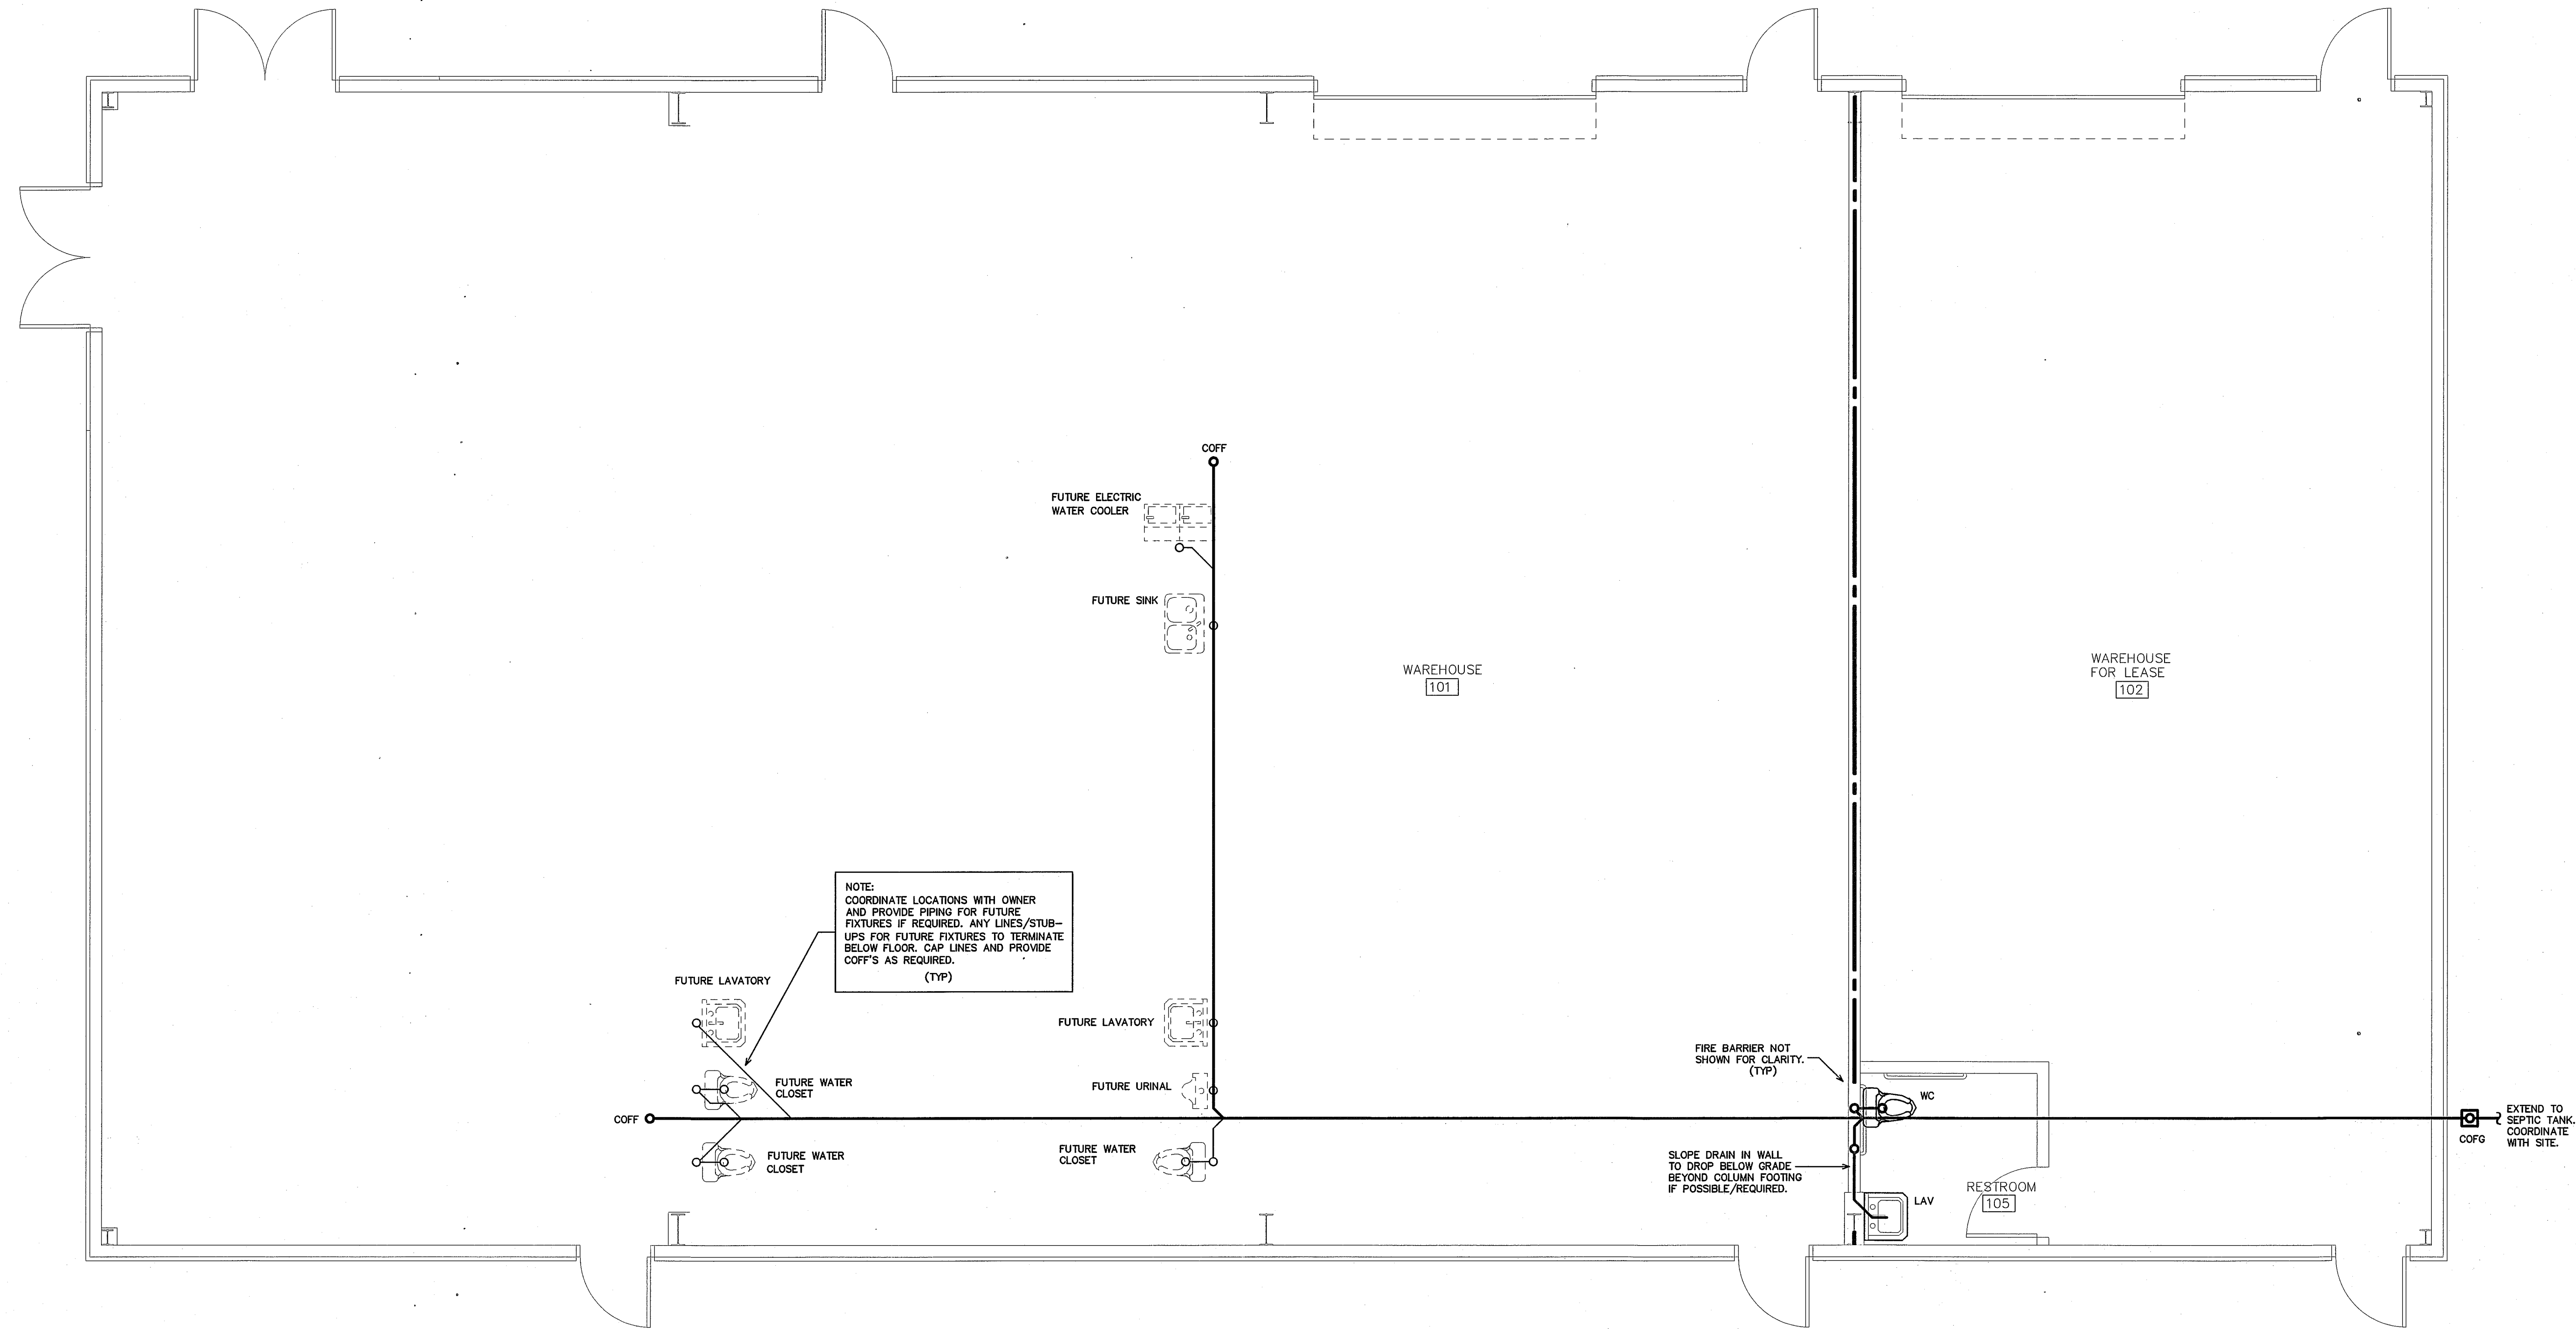 COFF
FUTURE ELECTRIC
WATER COOLER
FUTURE SINK
WAREHOUSE
101
WAREHOUSE
FOR LEASE
102
NOTE:
COORDINATE LOCATIONS WITH OWNER
AND PROVIDE PIPING FOR FUTURE
FIXTURES IF REQUIRED. ANY LINES/STUB-
UPS FOR FUTURE FIXTURES TO TERMINATE
BELOW FLOOR. CAP LINES AND PROVIDE
COFF'S AS REQUIRED.
(TYP)
FUTURE LAVATORY
FUTURE LAVATORY
FUTURE WATER
CLOSET
FUTURE URINAL
COFF
FUTURE WATER
CLOSET
FUTURE WATER
CLOSET
FIRE BARRIER NOT
SHOWN FOR CLARITY.
(TYP)
WC
SLOPE DRAIN IN WALL
TO DROP BELOW GRADE
BEYOND COLUMN FOOTING
IF POSSIBLE/REQUIRED.
RESTROOM
105
LAV
COFG
EXTEND TO
SEPTIC TANK.
COORDINATE
WITH SITE.